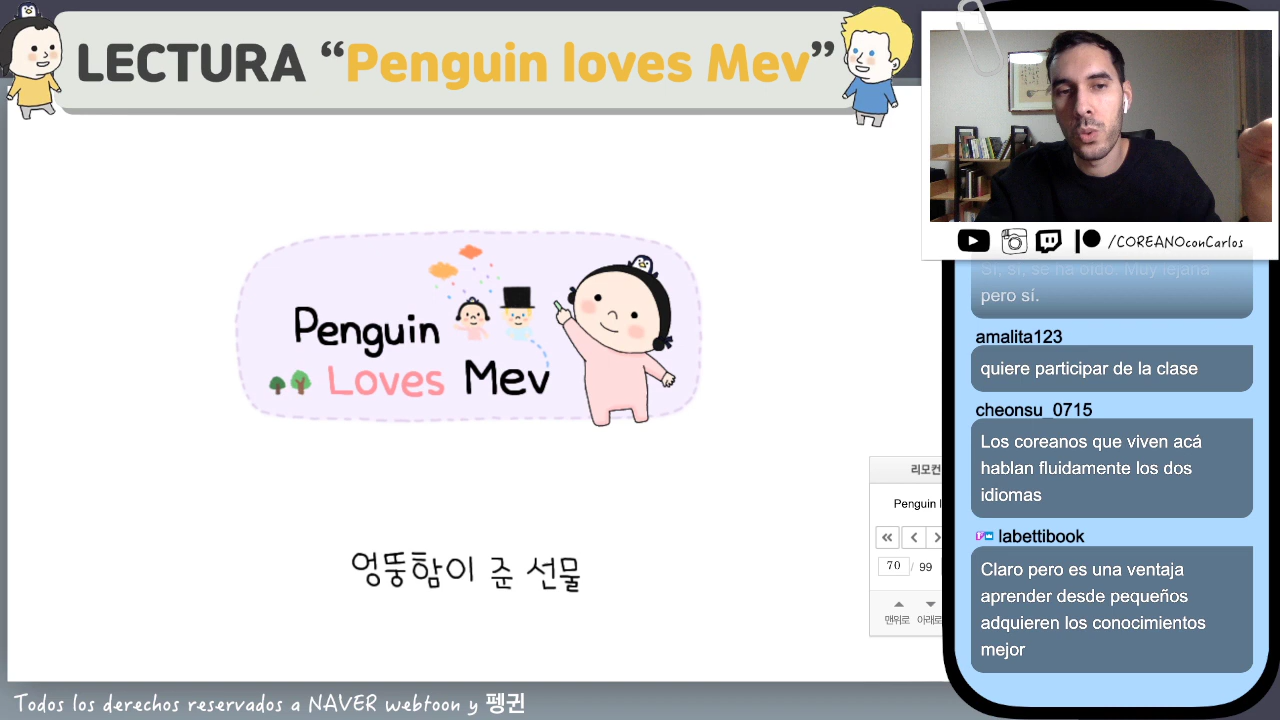 LECTURA “Penguin loves Mev”
Penguin
Loves Mev
엉뚱함이 준 선물
리모컨
Penguin l
70 / 99
맨위로 아래로
Todos los derechos reservados a NAVER webtoon y 펭귄
/COREANOconCarlos
Sí, sí, se ha oído. Muy lejana
pero sí.
amalita123
quiere participar de la clase
cheonsu_0715
Los coreanos que viven acá
hablan fluidamente los dos
idiomas
labettibook
Claro pero es una ventaja
aprender desde pequeños
adquieren los conocimientos
mejor